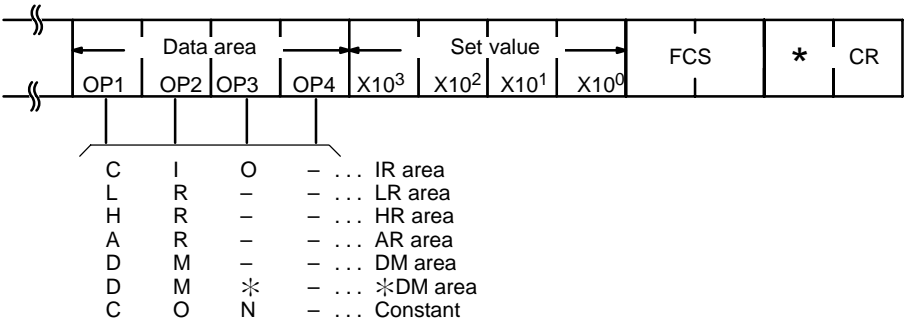 Data area Set value FCS * CR
OP1 OP2 OP3 OP4 X10³ X10² X10¹ X10⁰
C I O – ... IR area
L R – – ... LR area
H R – – ... HR area
A R – – ... AR area
D M – – ... DM area
D M * – ... *DM area
C O N – ... Constant